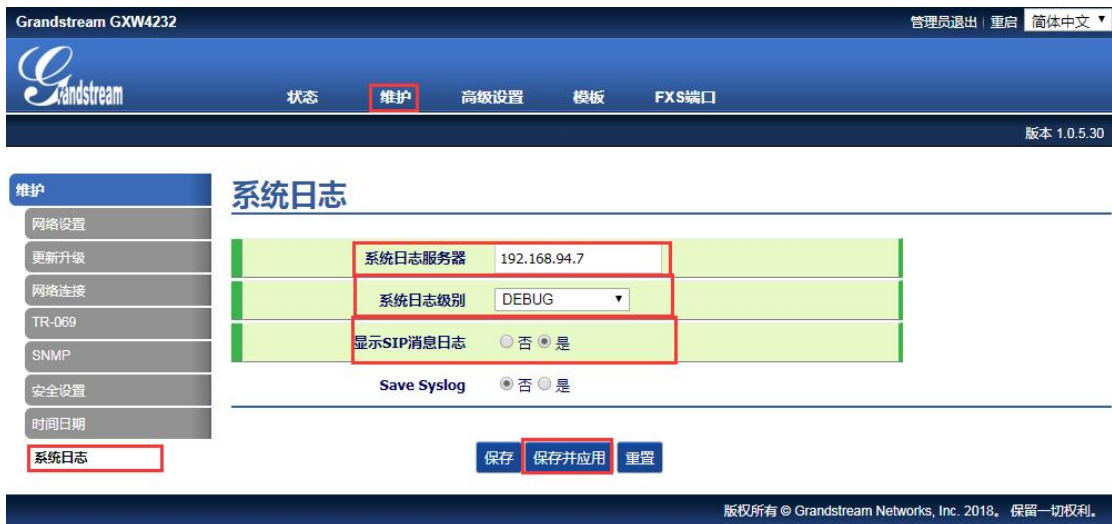 Grandstream GXW4232 管理员退出 | 重启 简体中文
Grandstream
状态 维护 高级设置 模板 FXS端口
版本 1.0.5.30
维护
网络设置
更新升级
网络连接
TR-069
SNMP
安全设置
时间日期
系统日志
系统日志
系统日志服务器 192.168.94.7
系统日志级别 DEBUG
显示SIP消息日志 否 是
Save Syslog 否 是
保存 保存并应用 重置
版权所有 © Grandstream Networks, Inc. 2018。 保留一切权利。